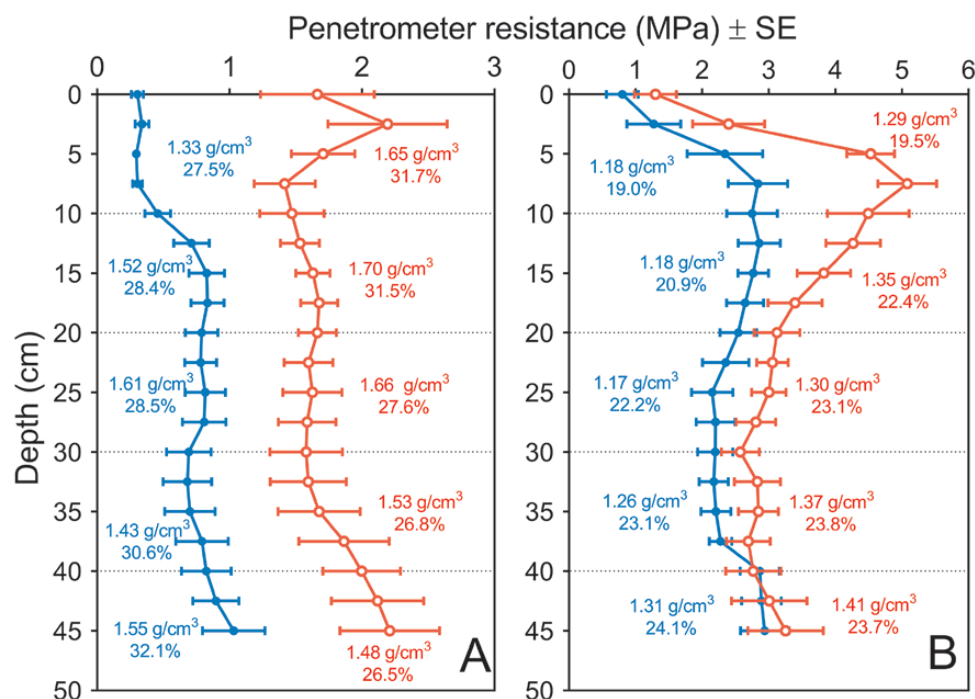 Penetrometer resistance (MPa) ± SE
0 1 2 3
0 1 2 3 4 5 6
Depth (cm)
0
5
10
15
20
25
30
35
40
45
50
1.33 g/cm³
27.5%
1.65 g/cm³
31.7%
1.52 g/cm³
28.4%
1.70 g/cm³
31.5%
1.61 g/cm³
28.5%
1.66 g/cm³
27.6%
1.43 g/cm³
30.6%
1.53 g/cm³
26.8%
1.55 g/cm³
32.1%
1.48 g/cm³
26.5%
A
0
5
10
15
20
25
30
35
40
45
50
1.18 g/cm³
19.0%
1.29 g/cm³
19.5%
1.18 g/cm³
20.9%
1.35 g/cm³
22.4%
1.17 g/cm³
22.2%
1.30 g/cm³
23.1%
1.26 g/cm³
23.1%
1.37 g/cm³
23.8%
1.31 g/cm³
24.1%
1.41 g/cm³
23.7%
B